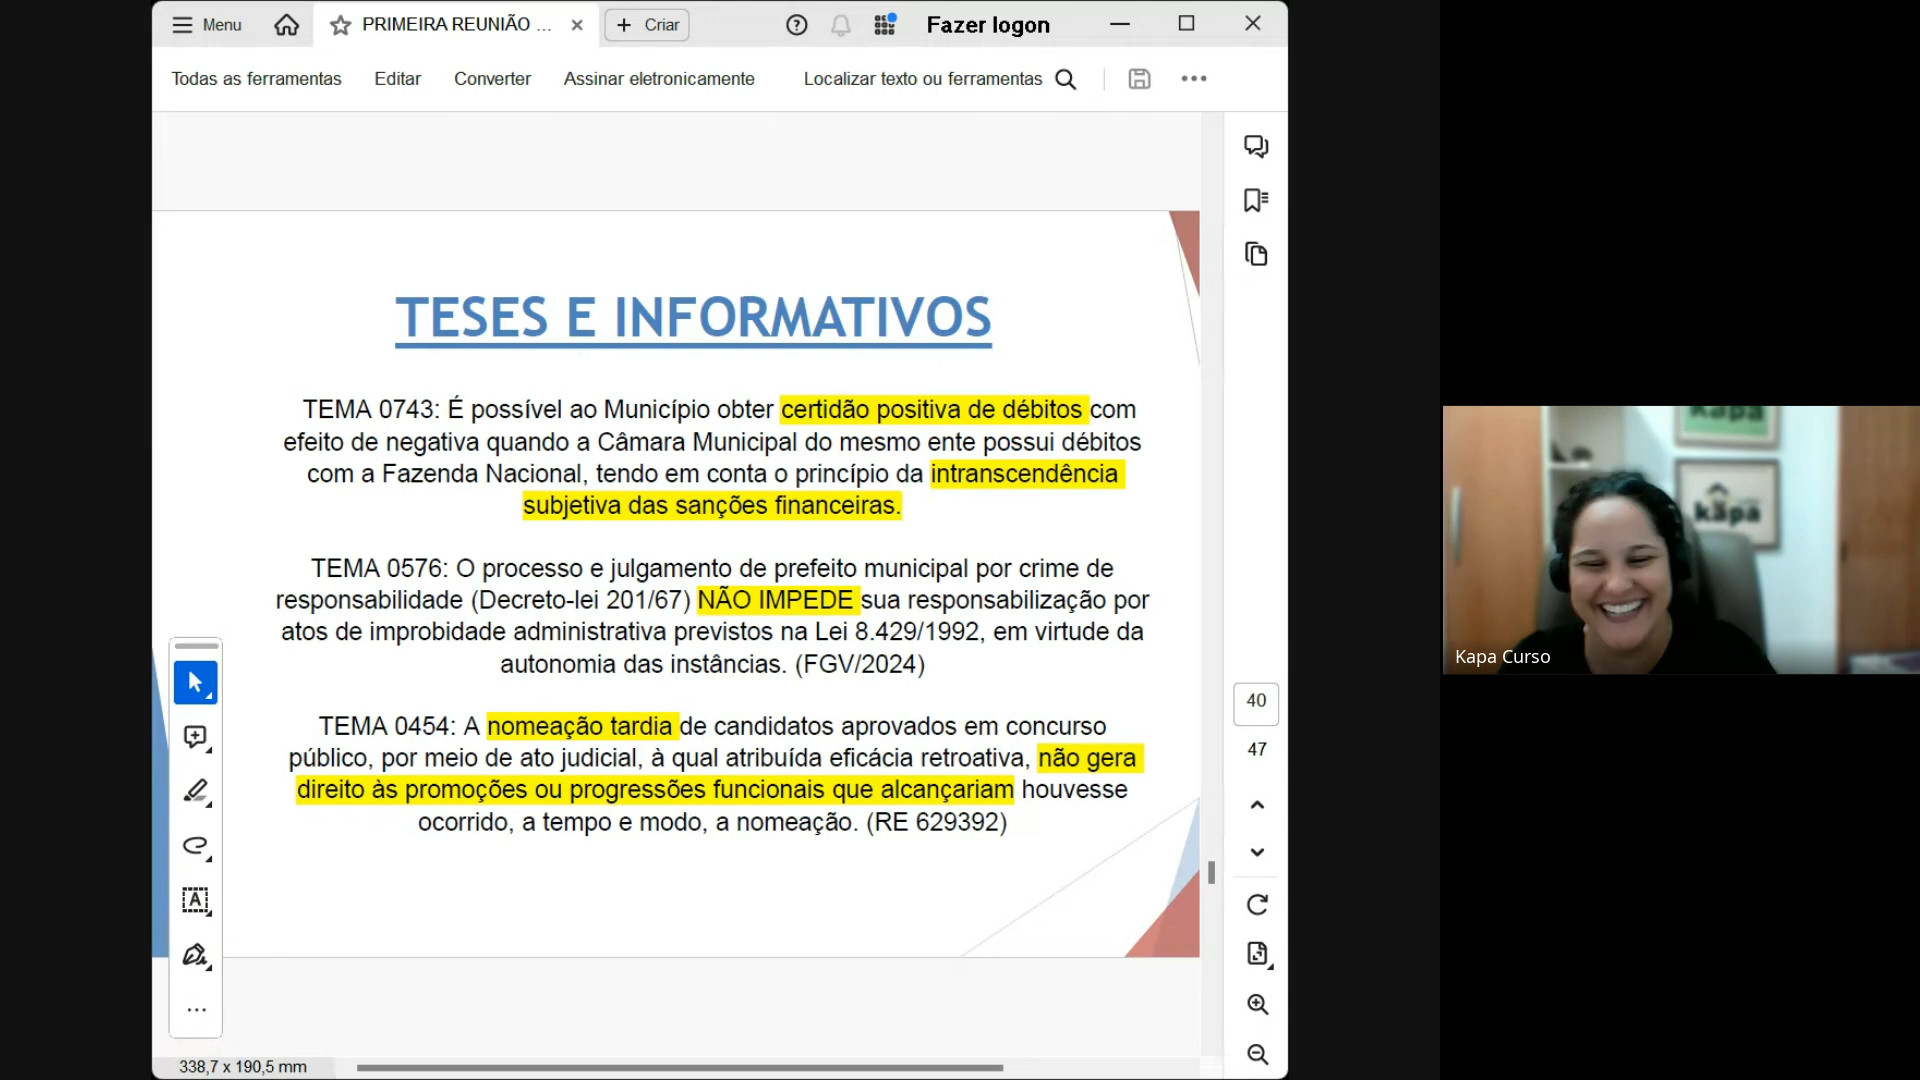 Menu
PRIMEIRA REUNIÃO ...
Criar
Fazer logon
Todas as ferramentas
Editar
Converter
Assinar eletronicamente
Localizar texto ou ferramentas
TESES E INFORMATIVOS
TEMA 0743: É possível ao Município obter certidão positiva de débitos com
efeito de negativa quando a Câmara Municipal do mesmo ente possui débitos
com a Fazenda Nacional, tendo em conta o princípio da intranscendência
subjetiva das sanções financeiras.
TEMA 0576: O processo e julgamento de prefeito municipal por crime de
responsabilidade (Decreto-lei 201/67) NÃO IMPEDE sua responsabilização por
atos de improbidade administrativa previstos na Lei 8.429/1992, em virtude da
autonomia das instâncias. (FGV/2024)
TEMA 0454: A nomeação tardia de candidatos aprovados em concurso
público, por meio de ato judicial, à qual atribuída eficácia retroativa, não gera
direito às promoções ou progressões funcionais que alcançariam houvesse
ocorrido, a tempo e modo, a nomeação. (RE 629392)
40
47
338,7 x 190,5 mm
kapa
kapa
Kapa Curso